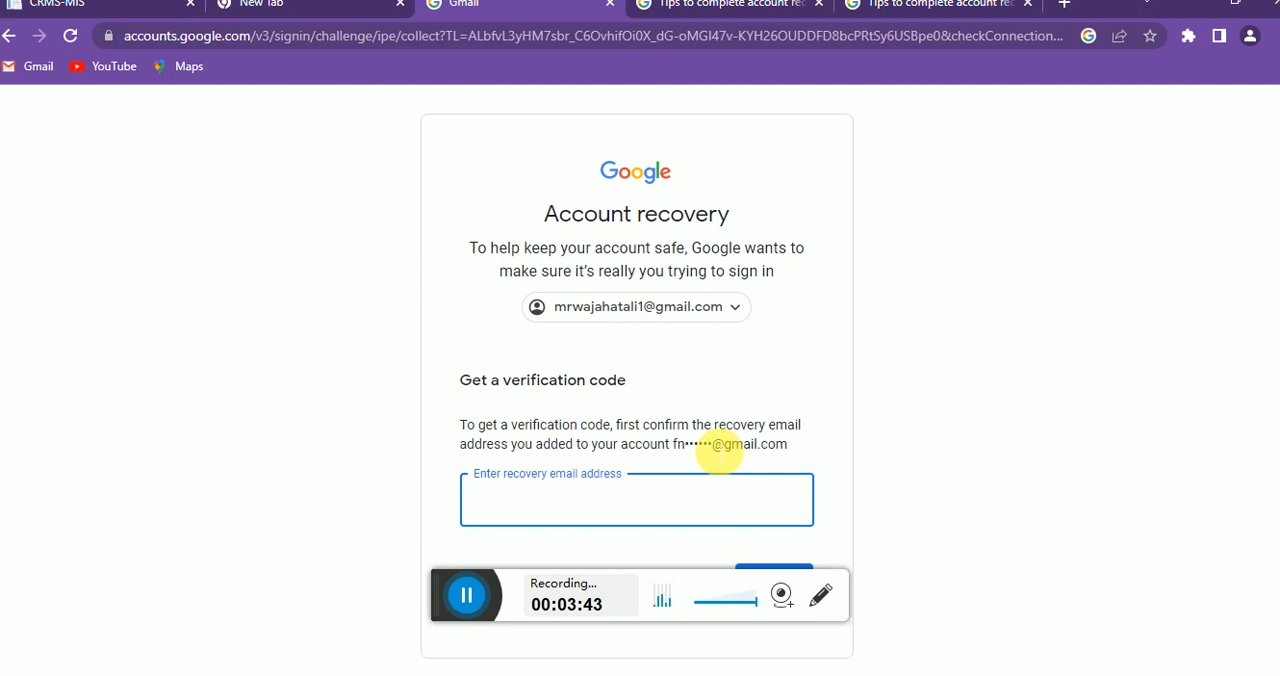 CRMS-MIS
New Tab
Gmail
Tips to complete account rec
Tips to complete account rec
accounts.google.com/v3/signin/challenge/ipe/collect?TL=ALbfvL3yHM7sbr_C6OvhifOi0X_dG-oMGI47v-KYH26OUDDFD8bcPRtSy6USBpe0&checkConnection...
Gmail
YouTube
Maps
Google
Account recovery
To help keep your account safe, Google wants to
make sure it's really you trying to sign in
mrwajahatali1@gmail.com
Get a verification code
To get a verification code, first confirm the recovery email
address you added to your account fn••••••@gmail.com
Enter recovery email address
Recording...
00:03:43